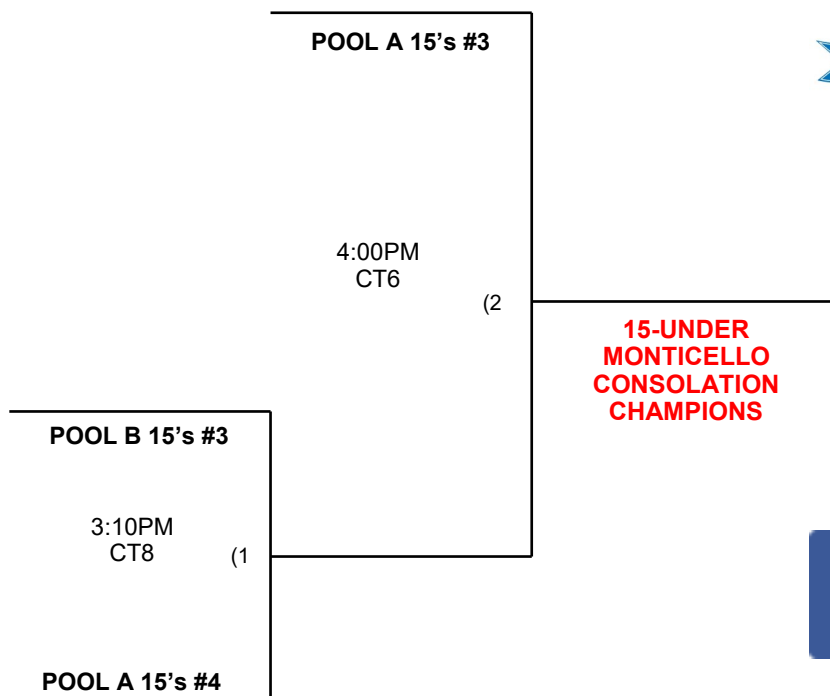 POOL A 15's #3
4:00PM
CT6
(2
15-UNDER
MONTICELLO
CONSOLATION
CHAMPIONS
POOL B 15's #3
3:10PM
CT8
(1
POOL A 15's #4